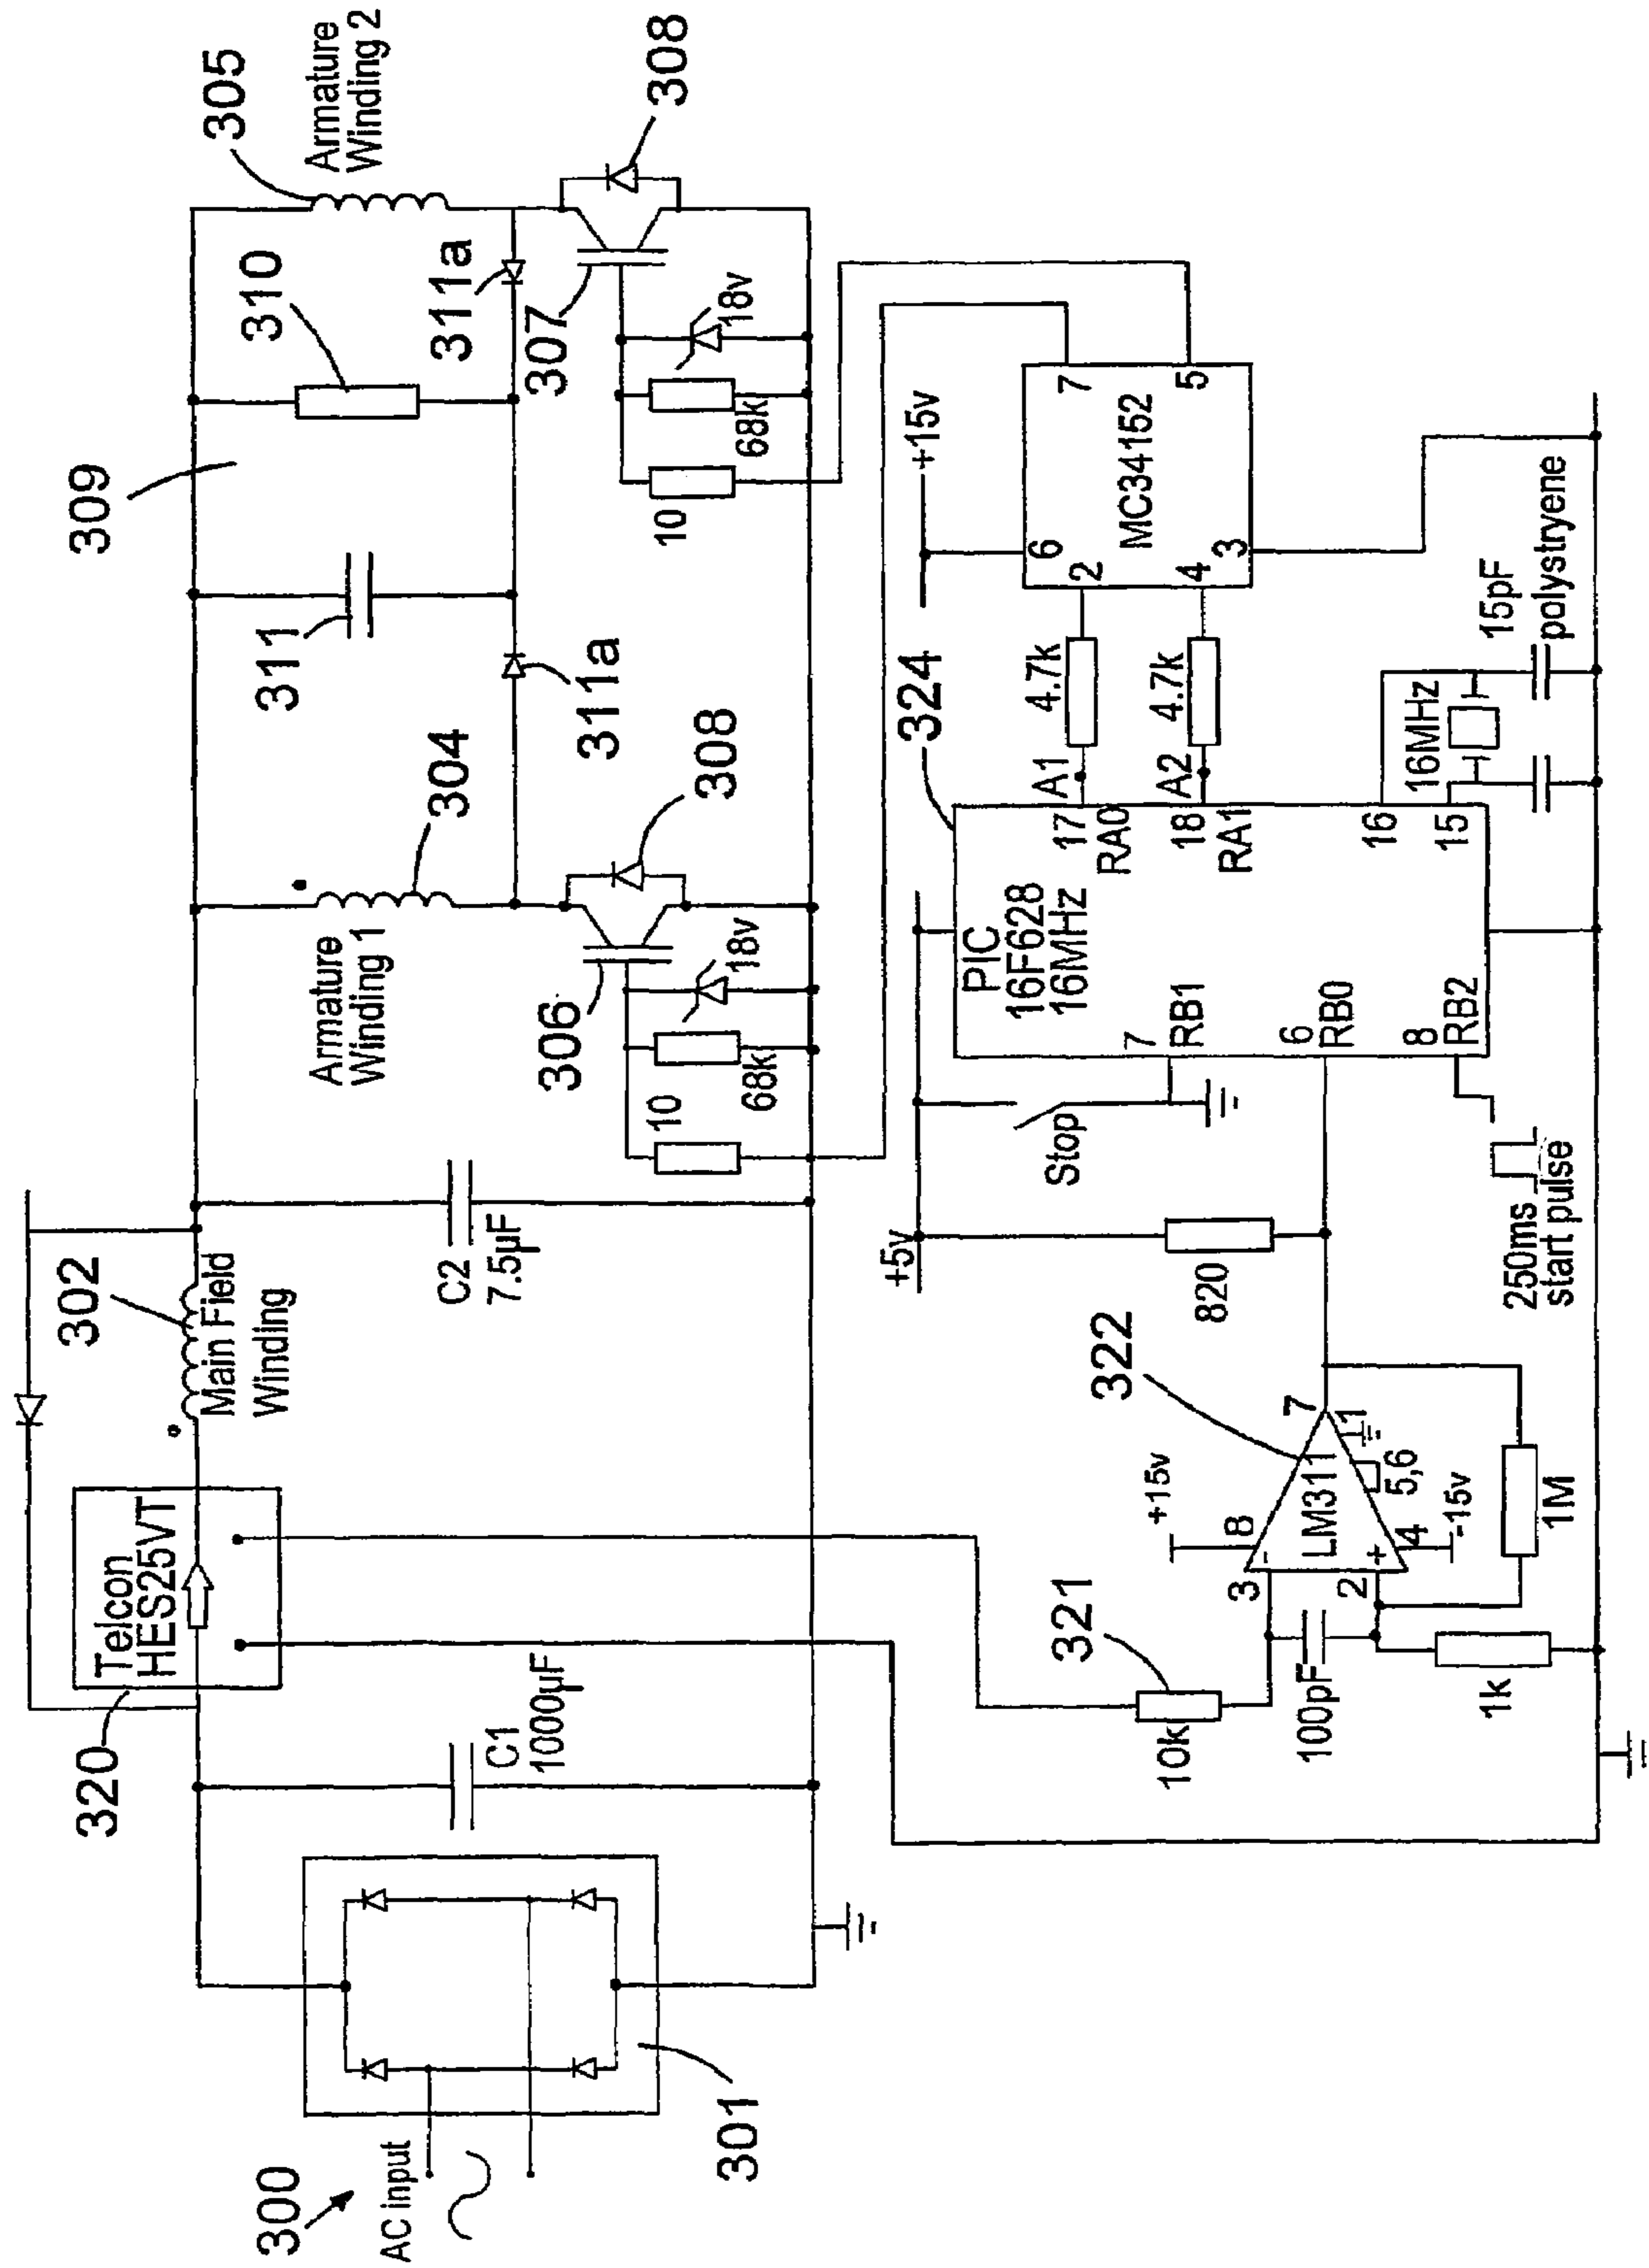 300
AC input
301
320
Telcon
HES25VT
C1
1000µF
302
Main Field
Winding
C2
7.5µF
Armature
Winding 1
304
306
308
10
68k
18v
311
311a
309
310
311a
305
Armature
Winding 2
307
308
10
68k
18v
321
10k
100pF
1k
3
2
-
+
LM311
322
+15v
8
7
1
5,6
4
-15v
1M
+5v
820
Stop
250ms
start pulse
324
PIC
16F628
16MHz
7
RB1
6
RB0
8
RB2
17
RA0
18
RA1
16
15
A1
A2
4.7k
4.7k
16MHz
15pF
polystryene
+15v
6
2
4
3
MC34152
7
5